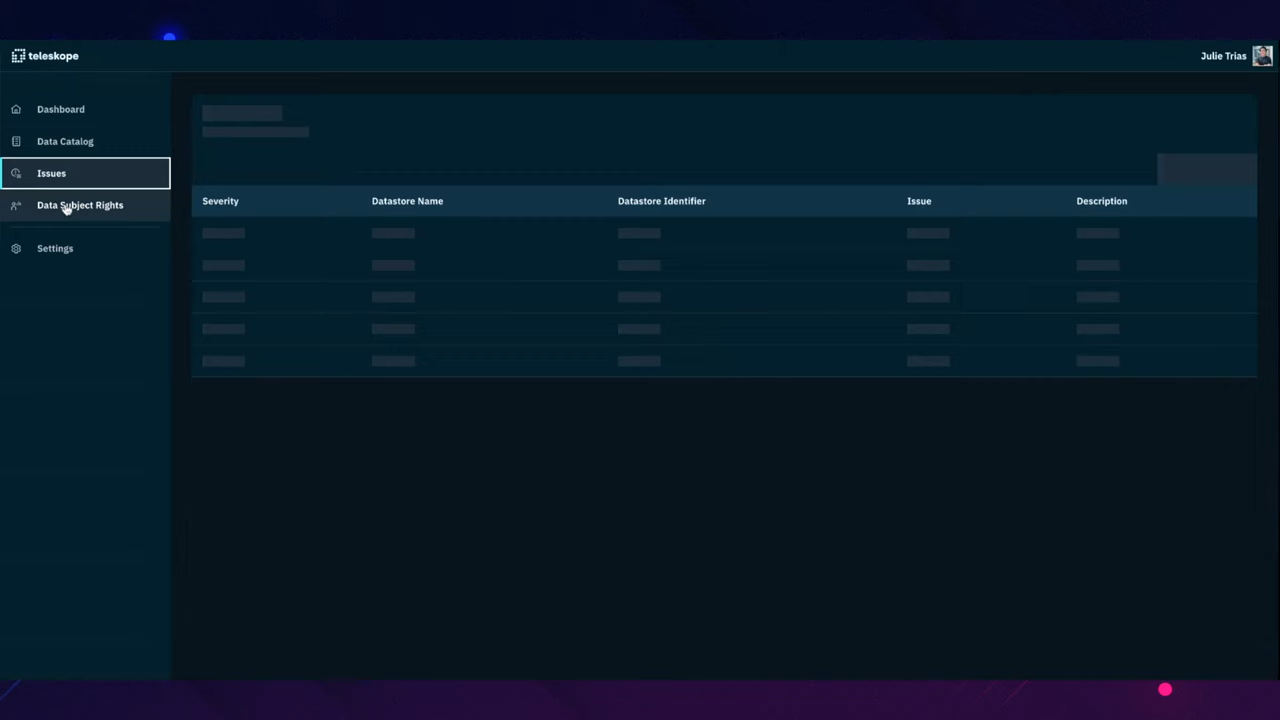 teleskope
Julie Trias
Dashboard
Data Catalog
Issues
Data Subject Rights
Settings
Severity Datastore Name Datastore Identifier Issue Description